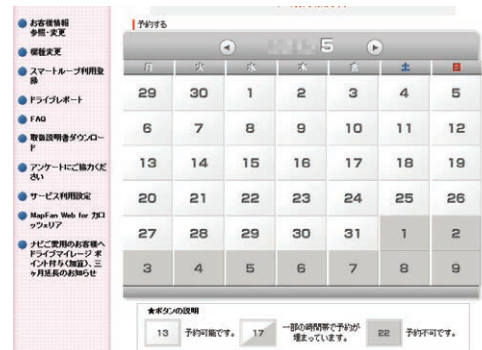 お客様情報
参照・変更
機種変更
スマートループ利用登
録
ドライブレポート
FAQ
取扱説明書ダウンロー
ド
アンケートにご協力くだ
さい
サービス利用設定
MapFan Web for カロ
ッツェリア
ナビご愛用のお客様へ
ドライブマイレージ ポ
イント付与(加算)、三
ヶ月延長のお知らせ
予約する
5
月 火 水 木 金 土 日
29 30 1 2 3 4 5
6 7 8 9 10 11 12
13 14 15 16 17 18 19
20 21 22 23 24 25 26
27 28 29 30 31 1 2
3 4 5 6 7 8 9
★ボタンの説明
13 予約可能です。 17 一部の時間帯で予約が
埋まっています。 22 予約不可です。